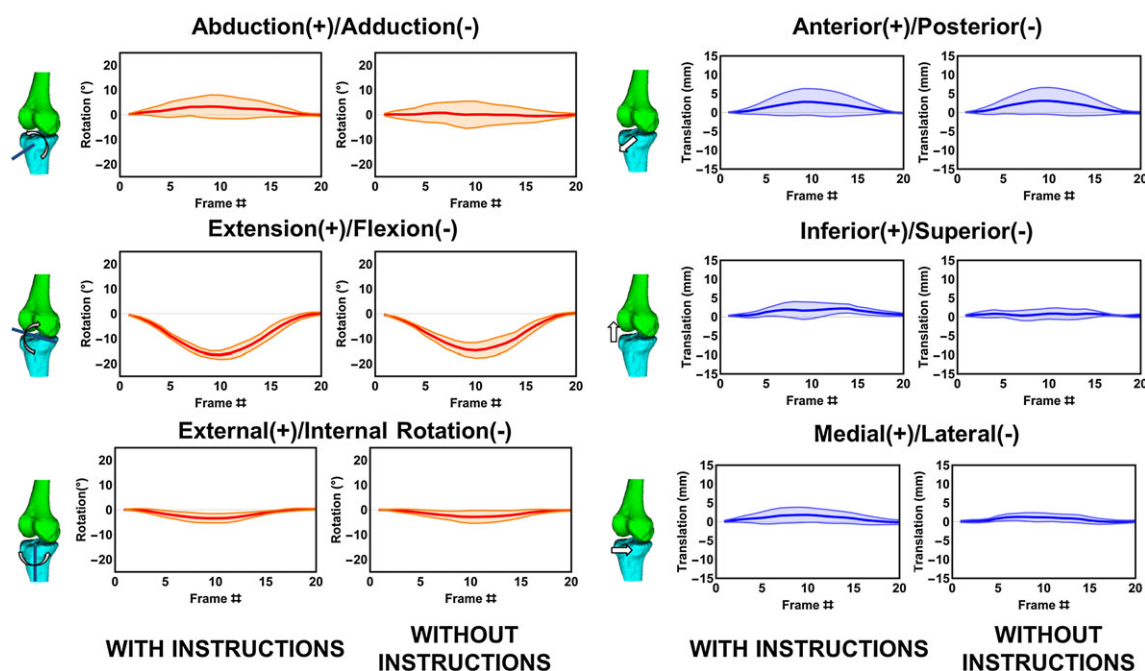 Abduction(+)/Adduction(-)
Rotation (°)
20
10
0
−10
−20
0 5 10 15 20
Frame #
20
10
0
−10
−20
0 5 10 15 20
Frame #
Rotation (°)
Anterior(+)/Posterior(-)
Translation (mm)
15
10
5
0
−5
−10
−15
0 5 10 15 20
Frame #
Translation (mm)
15
10
5
0
−5
−10
−15
0 5 10 15 20
Frame #
Extension(+)/Flexion(-)
Rotation (°)
20
10
0
−10
−20
0 5 10 15 20
Frame #
Rotation (°)
20
10
0
−10
−20
0 5 10 15 20
Frame #
Inferior(+)/Superior(-)
Translation (mm)
15
10
5
0
−5
−10
−15
0 5 10 15 20
Frame #
Translation (mm)
15
10
5
0
−5
−10
−15
0 5 10 15 20
Frame #
External(+)/Internal Rotation(-)
Rotation(°)
20
10
0
−10
−20
0 5 10 15 20
Frame #
Rotation (°)
20
10
0
−10
−20
0 5 10 15 20
Frame #
Medial(+)/Lateral(-)
Translation (mm)
15
10
5
0
−5
−10
−15
0 5 10 15 20
Frame #
Translation (mm)
15
10
5
0
−5
−10
−15
0 5 10 15 20
Frame #
WITH INSTRUCTIONS
WITHOUT
INSTRUCTIONS
WITH INSTRUCTIONS
WITHOUT
INSTRUCTIONS